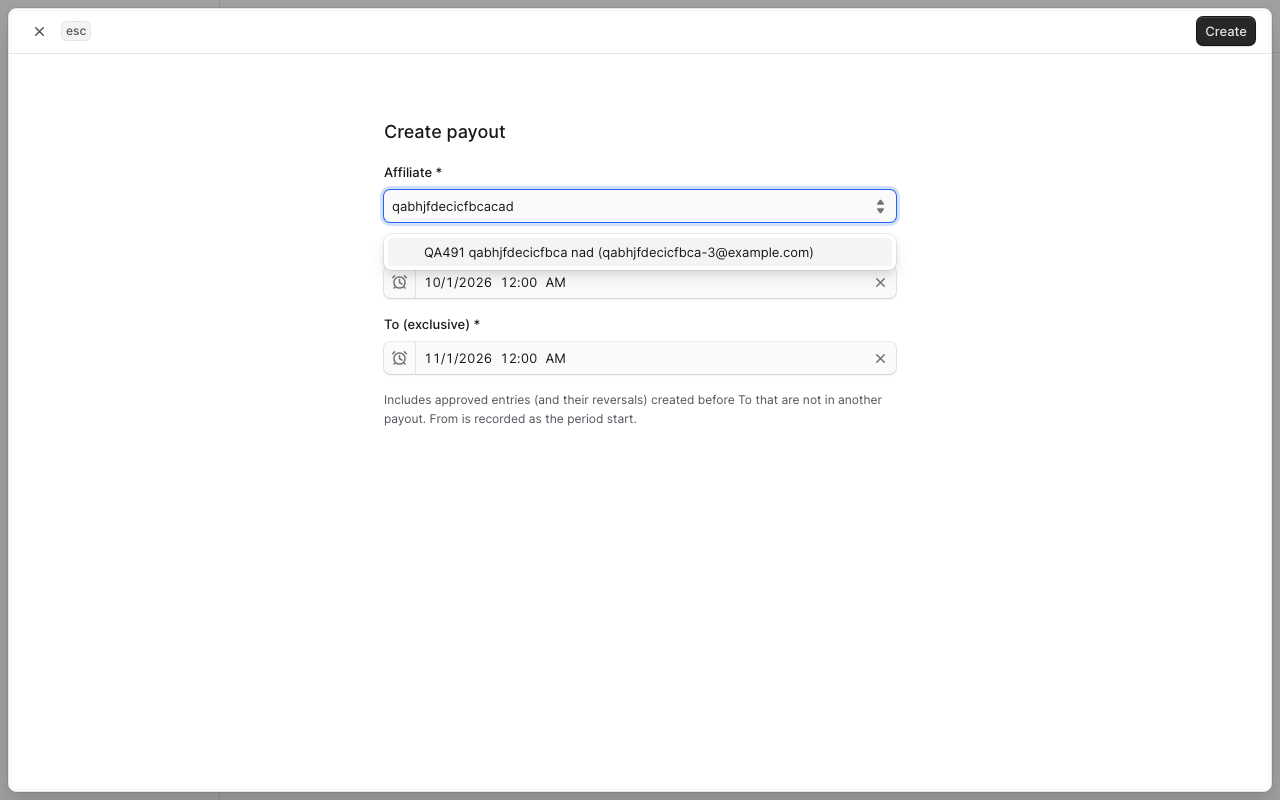 esc
Create
Create payout
Affiliate *
qabhjfdecicfbcacad
QA491 qabhjfdecicfbca nad (qabhjfdecicfbca-3@example.com)
10/1/2026 12:00 AM
To (exclusive) *
11/1/2026 12:00 AM
Includes approved entries (and their reversals) created before To that are not in another
payout. From is recorded as the period start.